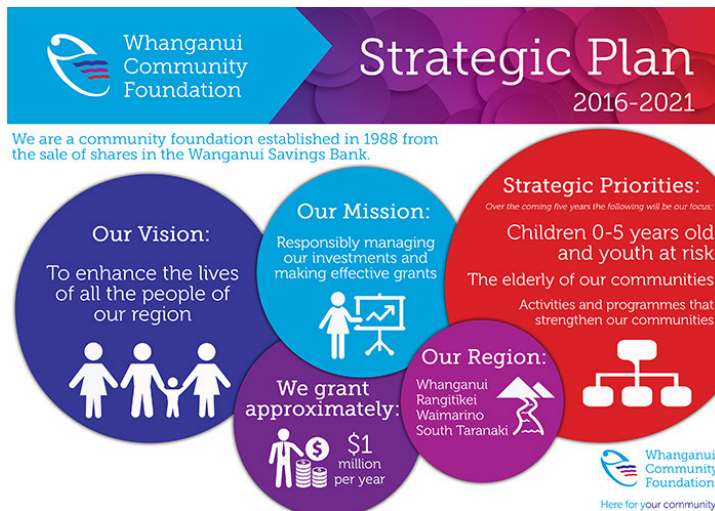 Whanganui
Community
Foundation
Strategic Plan
2016-2021
We are a community foundation established in 1988 from
the sale of shares in the Wanganui Savings Bank.
Our Vision:
To enhance the lives
of all the people of
our region
Our Mission:
Responsibly managing
our investments and
making effective grants
Strategic Priorities:
Over the coming five years the following will be our focus;
Children 0-5 years old
and youth at risk
The elderly of our communities
Activities and programmes that
strengthen our communities
We grant
approximately:
$
$1
million
per year
Our Region:
Whanganui
Rangitīkei
Waimarino
South Taranaki
Whanganui
Community
Foundation
Here for your community